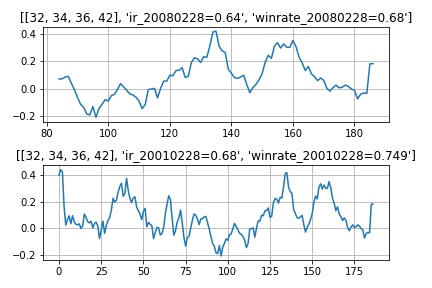 [[32, 34, 36, 42], 'ir_20080228=0.64', 'winrate_20080228=0.68']
0.4
0.2
0.0
−0.2
80 100 120 140 160 180
[[32, 34, 36, 42], 'ir_20010228=0.68', 'winrate_20010228=0.749']
0.4
0.2
0.0
−0.2
0 25 50 75 100 125 150 175